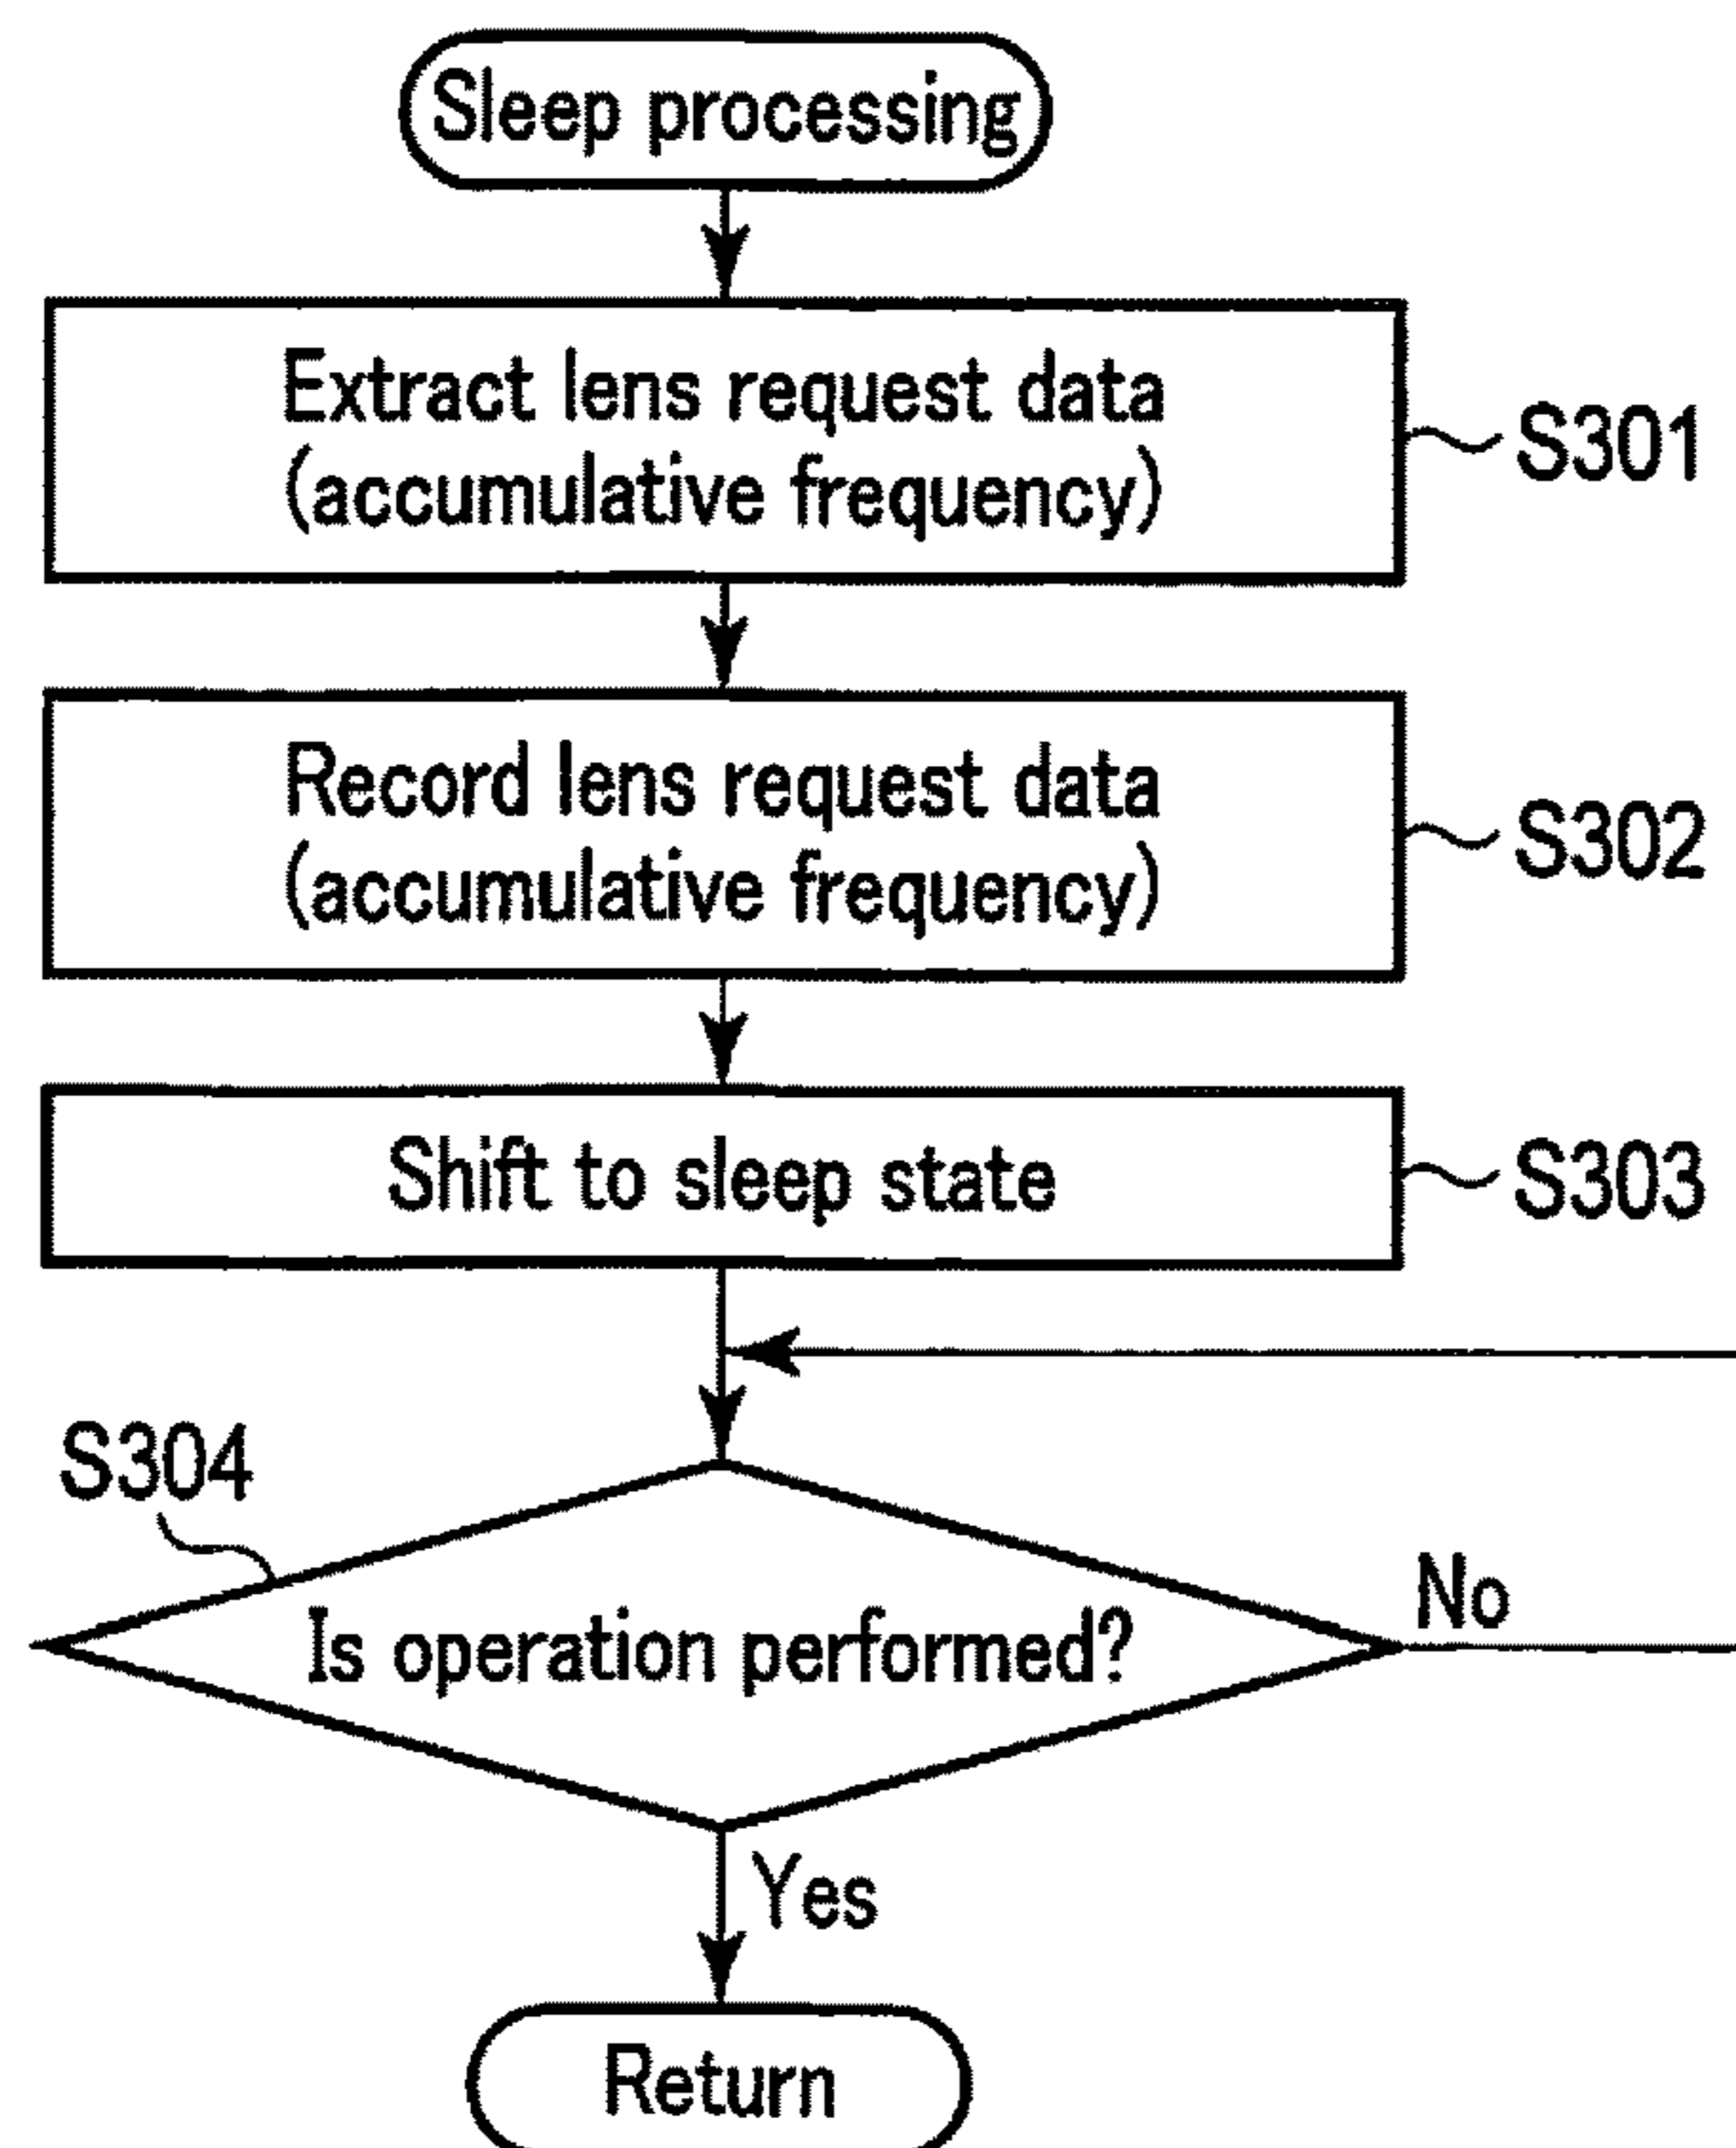 Sleep processing
Extract lens request data
(accumulative frequency)
S301
Record lens request data
(accumulative frequency)
S302
Shift to sleep state
S303
S304
Is operation performed?
No
Yes
Return